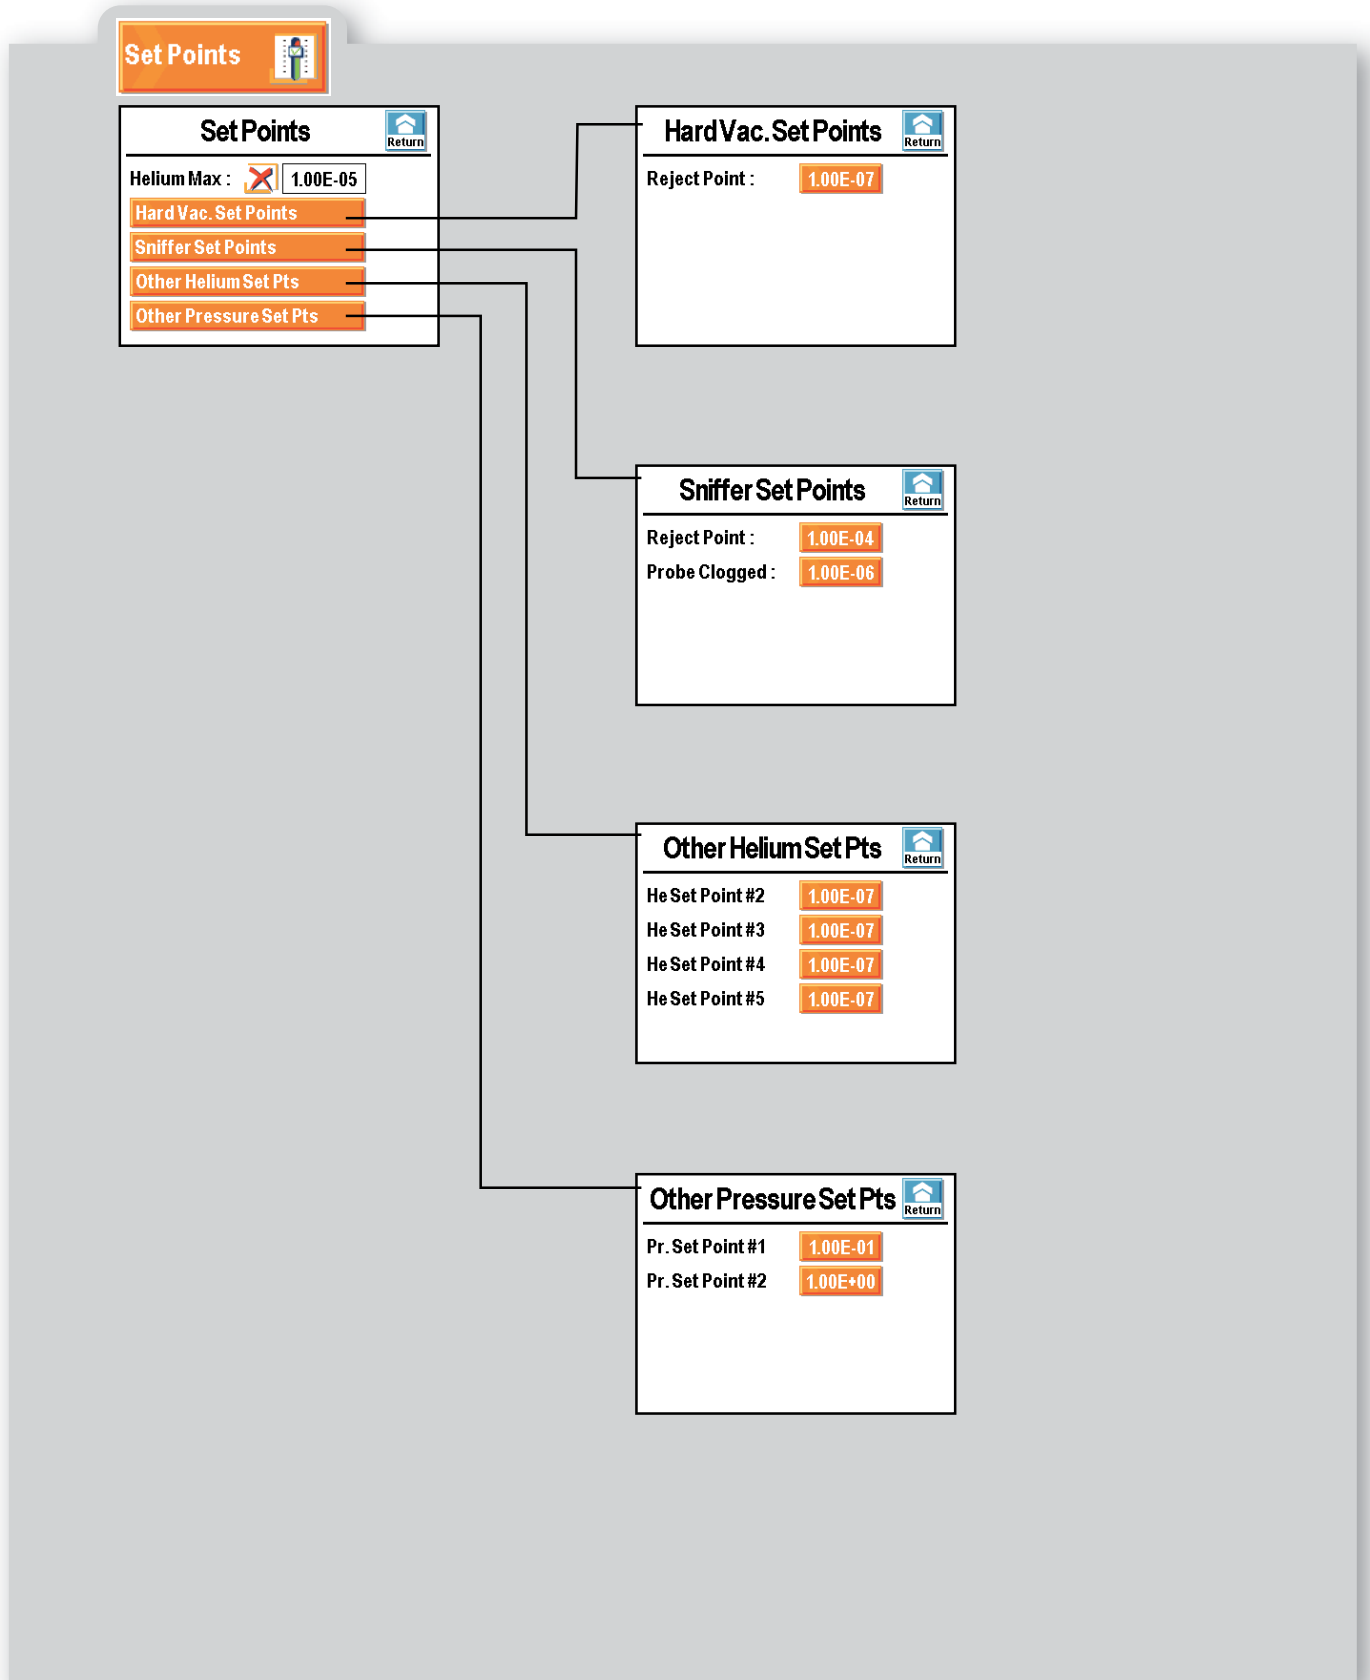 Set Points
Set Points
Return
Helium Max : 1.00E-05
Hard Vac. Set Points
Sniffer Set Points
Other Helium Set Pts
Other Pressure Set Pts
Hard Vac. Set Points
Return
Reject Point : 1.00E-07
Sniffer Set Points
Return
Reject Point : 1.00E-04
Probe Clogged : 1.00E-06
Other Helium Set Pts
Return
He Set Point #2 1.00E-07
He Set Point #3 1.00E-07
He Set Point #4 1.00E-07
He Set Point #5 1.00E-07
Other Pressure Set Pts
Return
Pr. Set Point #1 1.00E-01
Pr. Set Point #2 1.00E+00